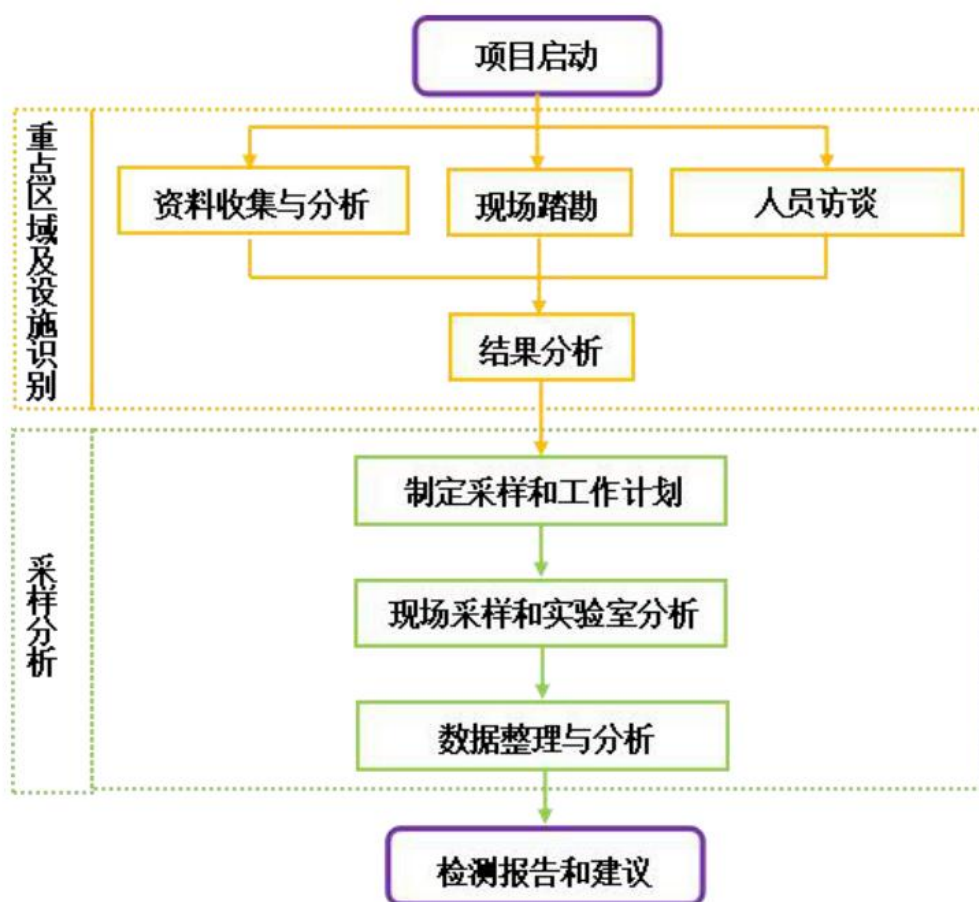 项目启动
重点区域及设施识别
资料收集与分析
现场踏勘
人员访谈
结果分析
采样分析
制定采样和工作计划
现场采样和实验室分析
数据整理与分析
检测报告和建议